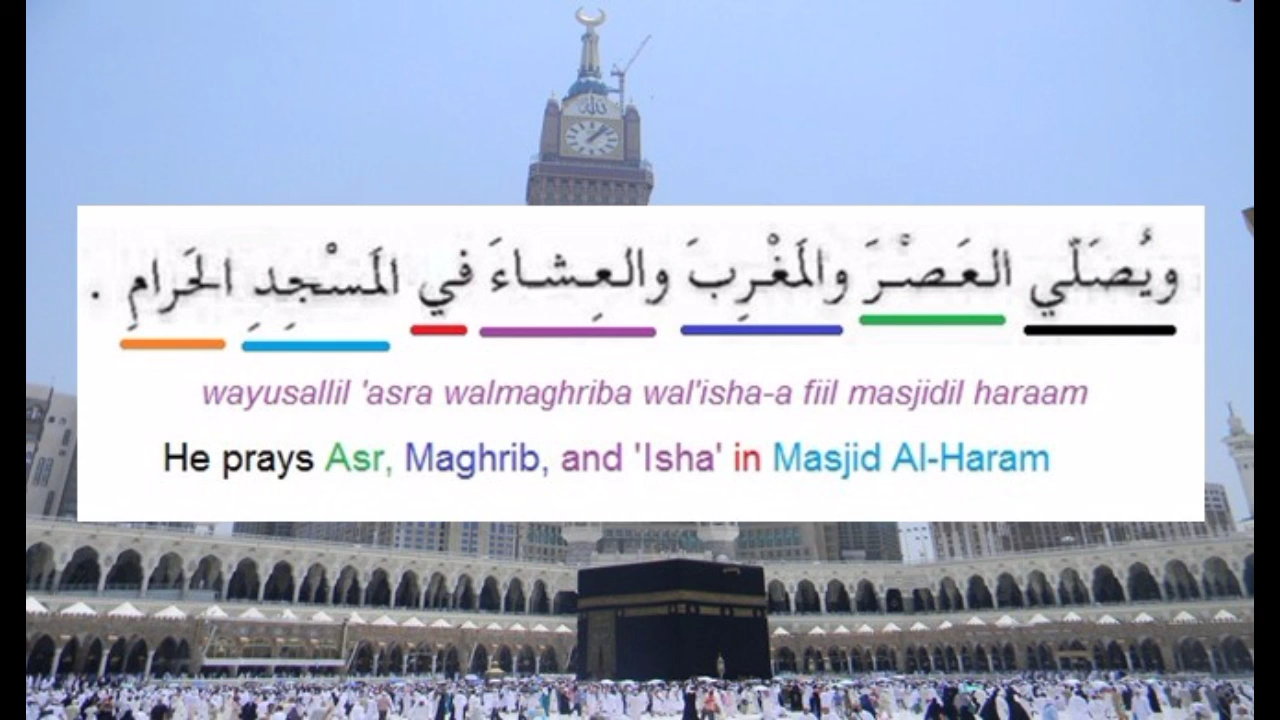 ويُصَلّي العَصْرَ والمَغْرِبَ والعِشاءَ في المَسْجِدِ الحَرامِ .
wayusallil 'asra walmaghriba wal'isha-a fiil masjidil haraam
He prays Asr, Maghrib, and 'Isha' in Masjid Al-Haram